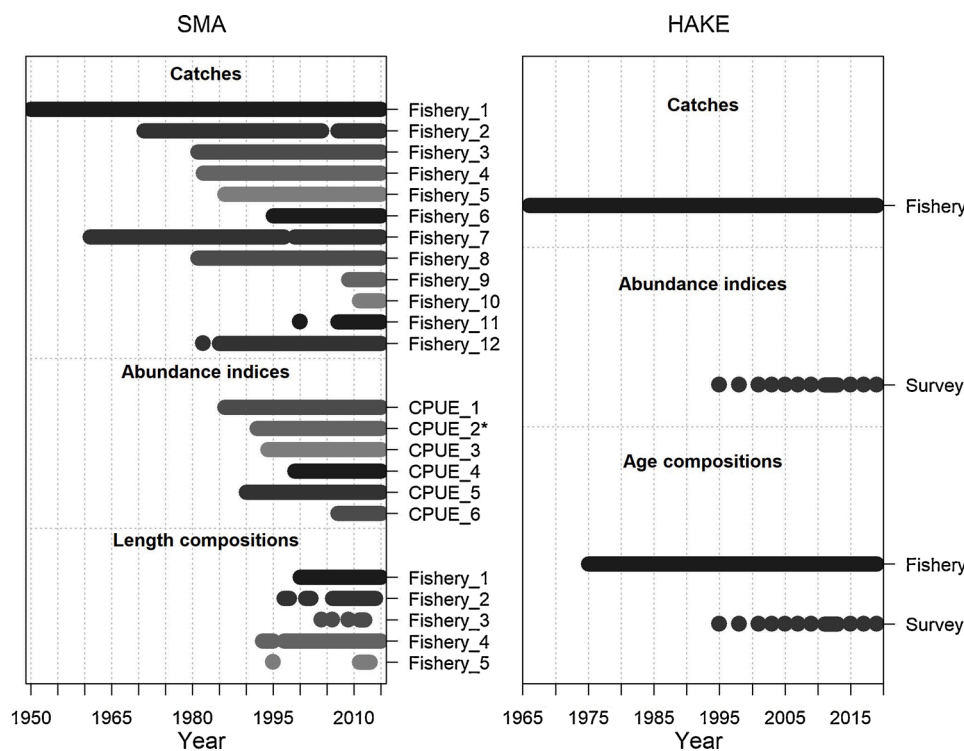 SMA
Catches
Fishery_1
Fishery_2
Fishery_3
Fishery_4
Fishery_5
Fishery_6
Fishery_7
Fishery_8
Fishery_9
Fishery_10
Fishery_11
Fishery_12
Abundance indices
CPUE_1
CPUE_2*
CPUE_3
CPUE_4
CPUE_5
CPUE_6
Length compositions
Fishery_1
Fishery_2
Fishery_3
Fishery_4
Fishery_5
1950 1965 1980 1995 2010
Year
HAKE
Catches
Fishery
Abundance indices
Survey
Age compositions
Fishery
Survey
1965 1975 1985 1995 2005 2015
Year